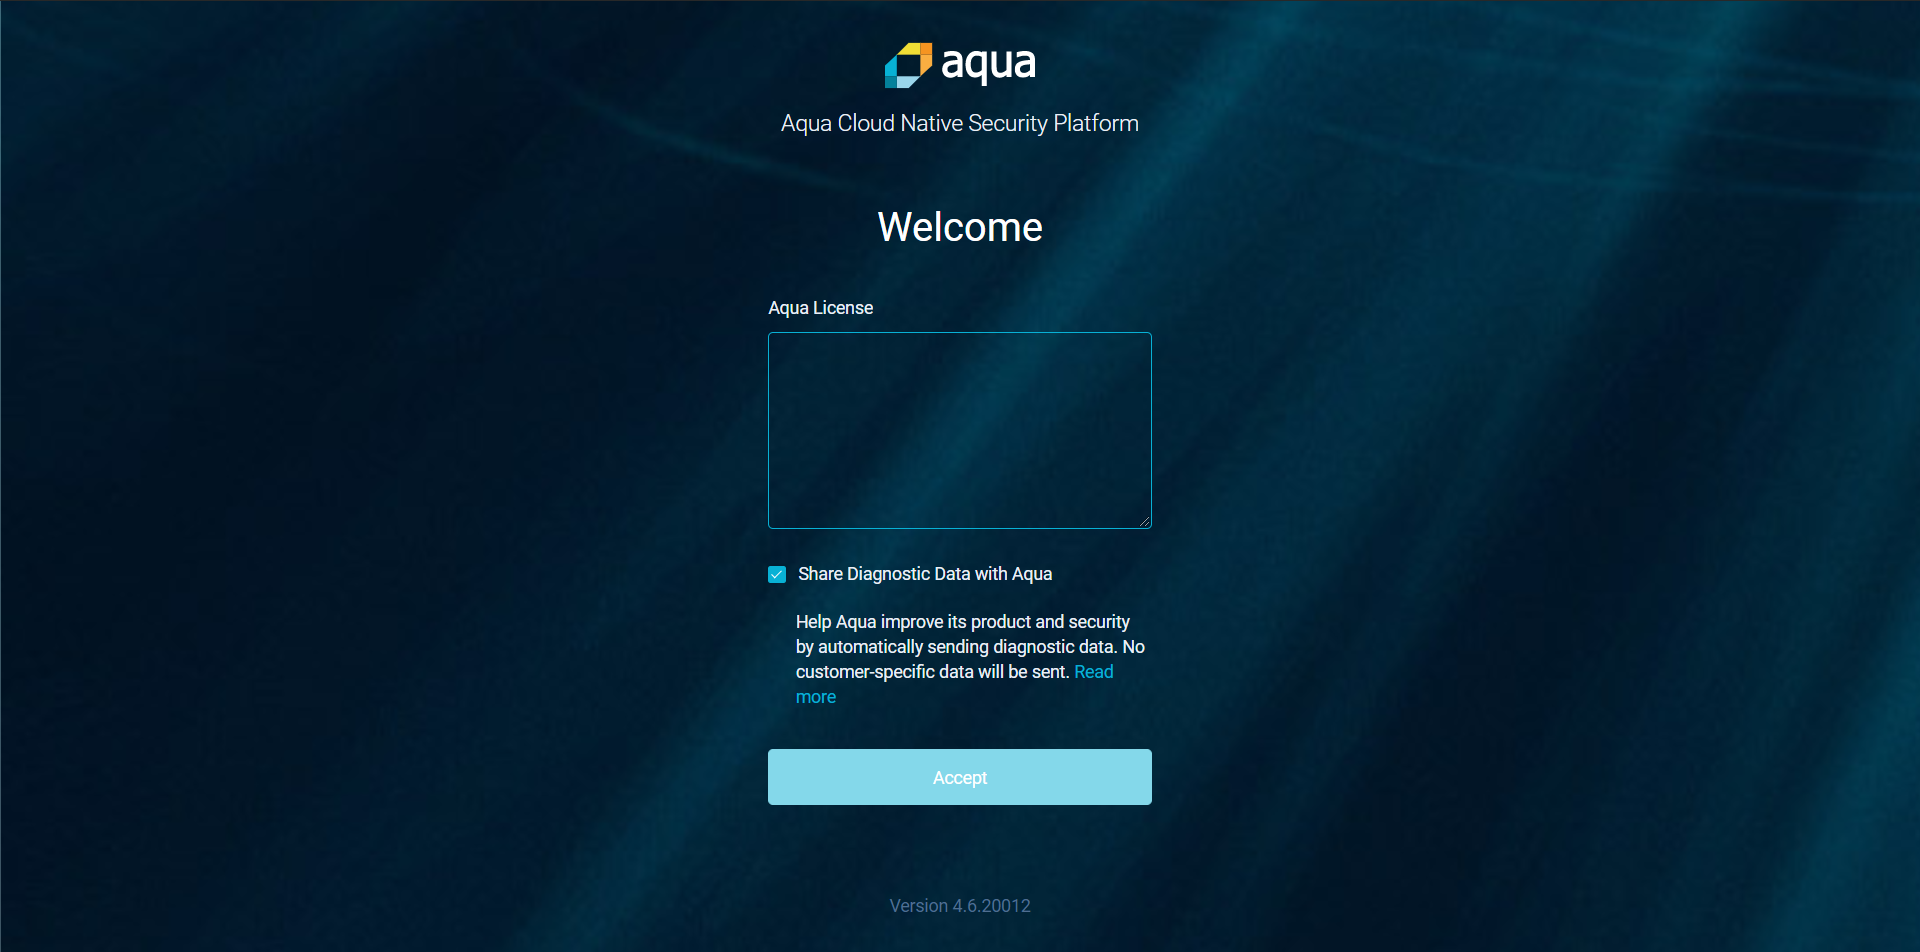 aqua
Aqua Cloud Native Security Platform
Welcome
Aqua License
Share Diagnostic Data with Aqua
Help Aqua improve its product and security
by automatically sending diagnostic data. No
customer-specific data will be sent. Read
more
Accept
Version 4.6.20012